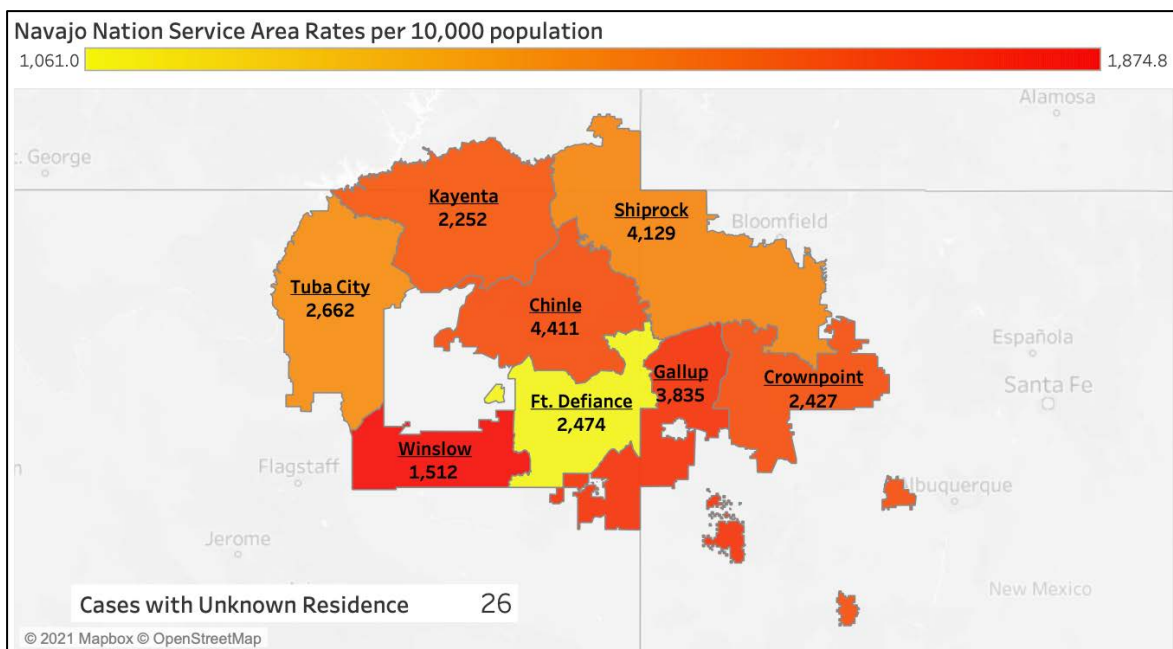 Navajo Nation Service Area Rates per 10,000 population
1,061.0
1,874.8
Alamosa
George
Kayenta
2,252
Shiprock
4,129
Bloomfield
Tuba City
2,662
Chinle
4,411
Española
Gallup
3,835
Crownpoint
2,427
Santa Fe
Ft. Defiance
2,474
Winslow
1,512
Flagstaff
Albuquerque
Jerome
New Mexico
Cases with Unknown Residence 26
© 2021 Mapbox © OpenStreetMap